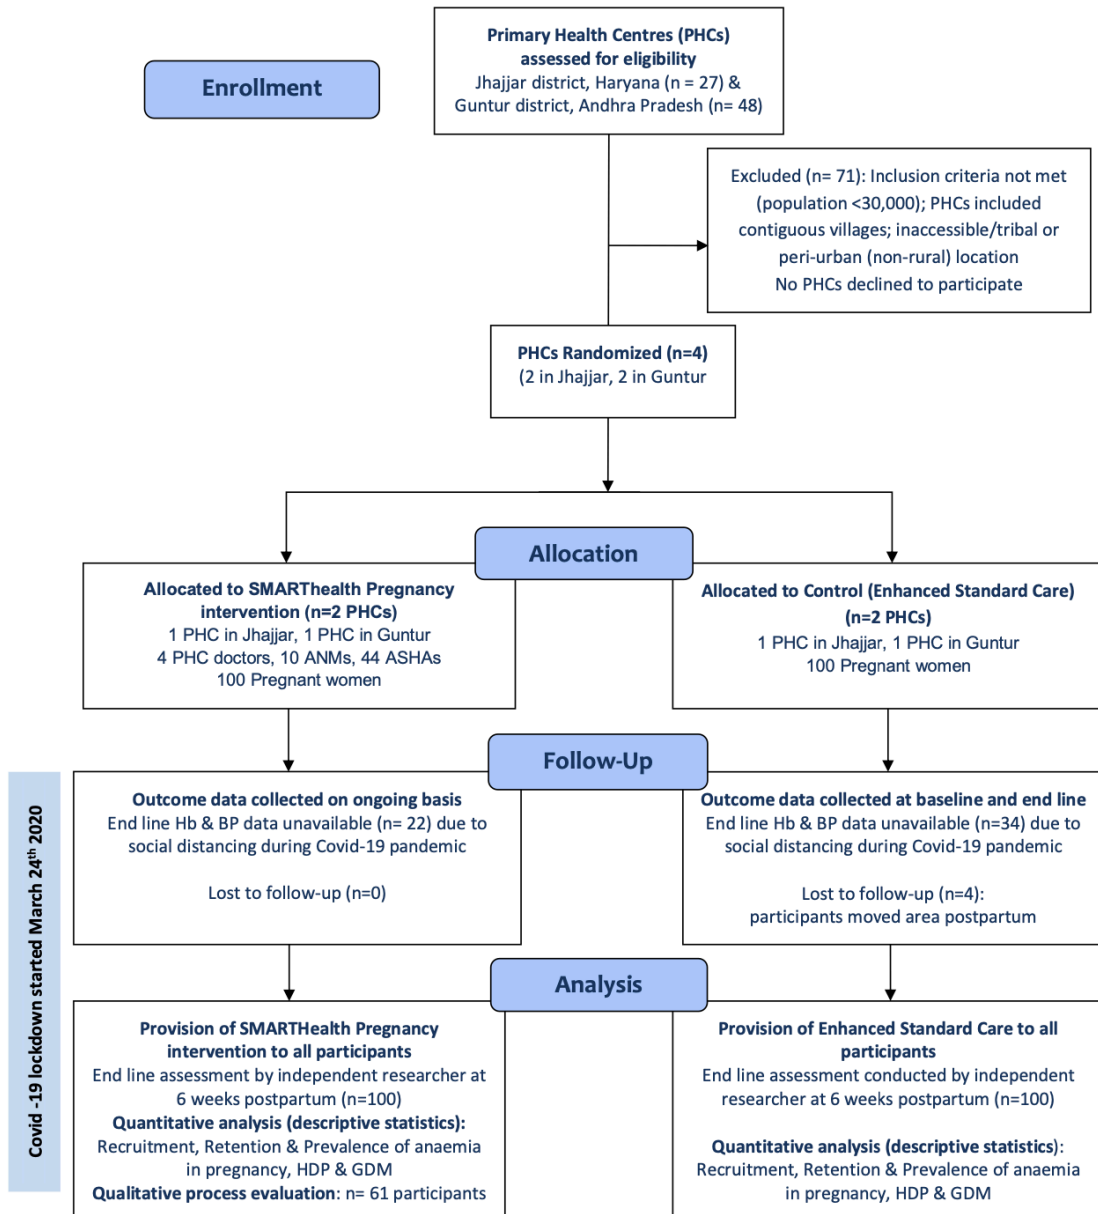 Enrollment
Primary Health Centres (PHCs)
assessed for eligibility
Jhajjar district, Haryana (n = 27) &
Guntur district, Andhra Pradesh (n= 48)
Excluded (n= 71): Inclusion criteria not met
(population <30,000); PHCs included
contiguous villages; inaccessible/tribal or
peri-urban (non-rural) location
No PHCs declined to participate
PHCs Randomized (n=4)
(2 in Jhajjar, 2 in Guntur
Allocation
Allocated to SMARThealth Pregnancy
intervention (n=2 PHCs)
1 PHC in Jhajjar, 1 PHC in Guntur
4 PHC doctors, 10 ANMs, 44 ASHAs
100 Pregnant women
Allocated to Control (Enhanced Standard Care)
(n=2 PHCs)
1 PHC in Jhajjar, 1 PHC in Guntur
100 Pregnant women
Follow-Up
Covid -19 lockdown started March 24th 2020
Outcome data collected on ongoing basis
End line Hb & BP data unavailable (n= 22) due to
social distancing during Covid-19 pandemic
Lost to follow-up (n=0)
Outcome data collected at baseline and end line
End line Hb & BP data unavailable (n=34) due to
social distancing during Covid-19 pandemic
Lost to follow-up (n=4):
participants moved area postpartum
Analysis
Provision of SMARTHealth Pregnancy
intervention to all participants
End line assessment by independent researcher at
6 weeks postpartum (n=100)
Quantitative analysis (descriptive statistics):
Recruitment, Retention & Prevalence of anaemia
in pregnancy, HDP & GDM
Qualitative process evaluation: n= 61 participants
Provision of Enhanced Standard Care to all
participants
End line assessment conducted by independent
researcher at 6 weeks postpartum (n=100)
Quantitative analysis (descriptive statistics):
Recruitment, Retention & Prevalence of anaemia
in pregnancy, HDP & GDM